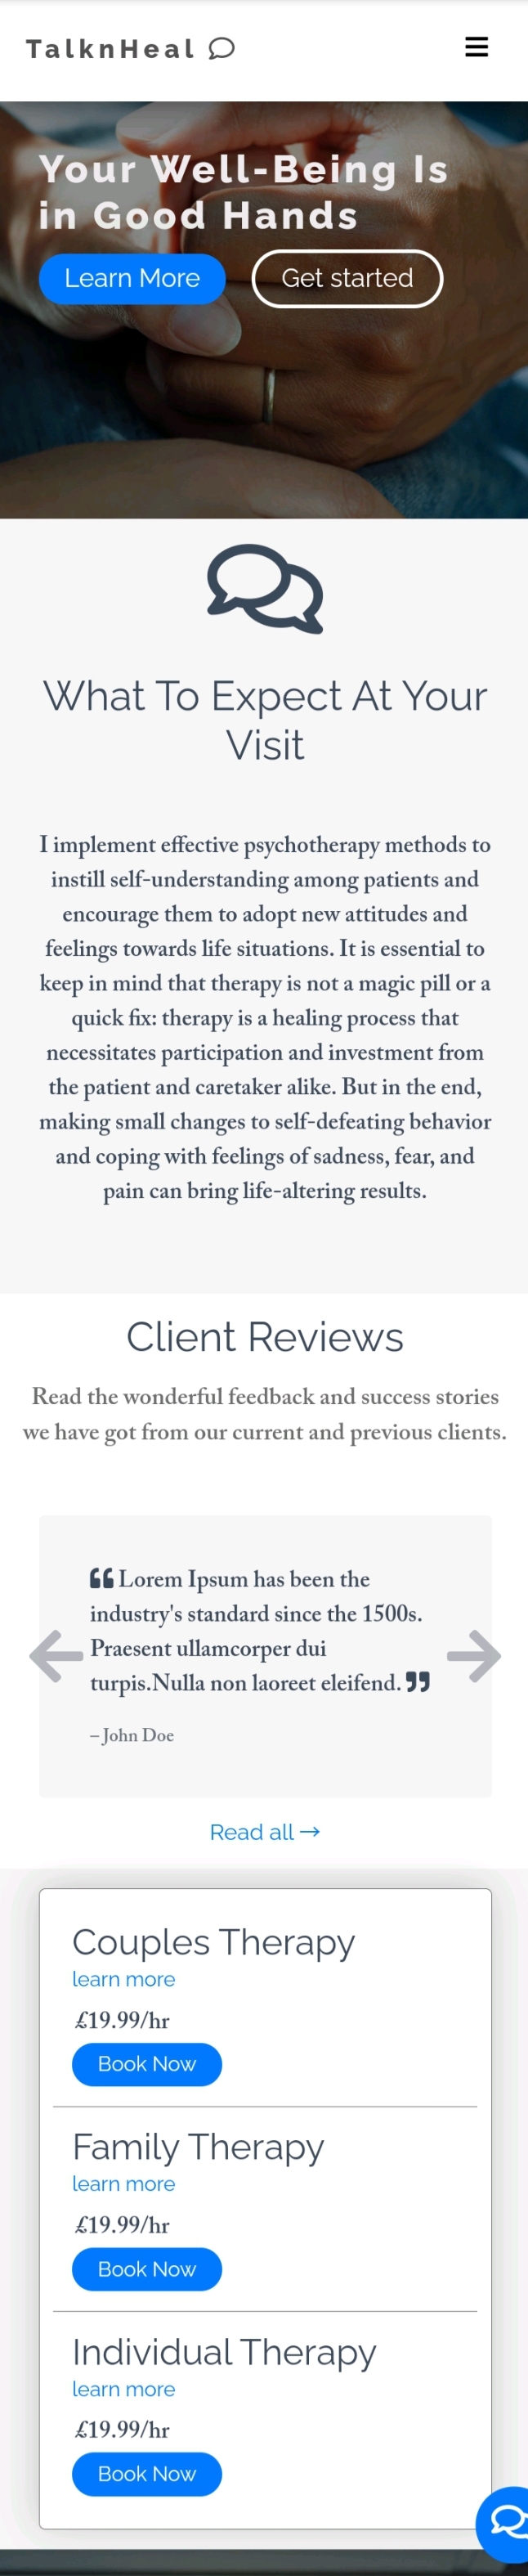 TalknHeal
Your Well-Being Is
in Good Hands
Learn More
Get started
What To Expect At Your
Visit
I implement effective psychotherapy methods to
instill self-understanding among patients and
encourage them to adopt new attitudes and
feelings towards life situations. It is essential to
keep in mind that therapy is not a magic pill or a
quick fix: therapy is a healing process that
necessitates participation and investment from
the patient and caretaker alike. But in the end,
making small changes to self-defeating behavior
and coping with feelings of sadness, fear, and
pain can bring life-altering results.
Client Reviews
Read the wonderful feedback and success stories
we have got from our current and previous clients.
“ Lorem Ipsum has been the
industry's standard since the 1500s.
Praesent ullamcorper dui
turpis.Nulla non laoreet eleifend. ”
– John Doe
Read all →
Couples Therapy
learn more
£19.99/hr
Book Now
Family Therapy
learn more
£19.99/hr
Book Now
Individual Therapy
learn more
£19.99/hr
Book Now